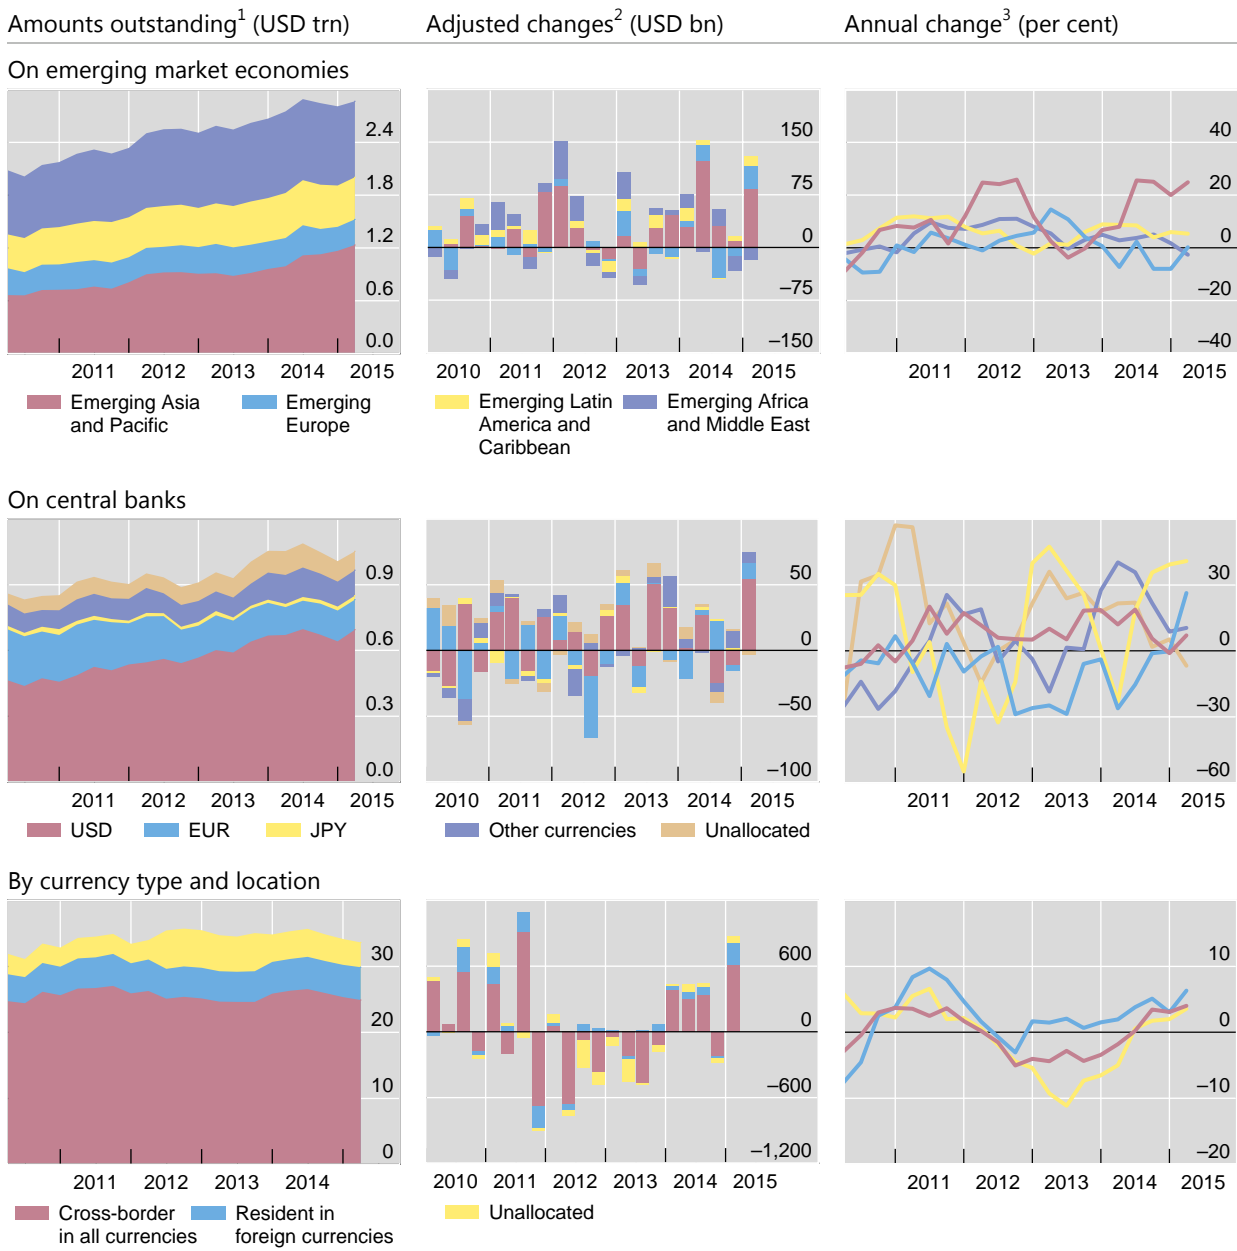 Amounts outstanding1 (USD trn)
Adjusted changes2 (USD bn)
Annual change3 (per cent)
On emerging market economies
2.4
1.8
1.2
0.6
0.0
2011 2012 2013 2014 2015
150
75
0
–75
–150
2010 2011 2012 2013 2014 2015
40
20
0
–20
–40
2011 2012 2013 2014 2015
Emerging Asia
and Pacific
Emerging
Europe
Emerging Latin
America and
Caribbean
Emerging Africa
and Middle East
On central banks
0.9
0.6
0.3
0.0
2011 2012 2013 2014 2015
50
0
–50
–100
2010 2011 2012 2013 2014 2015
30
0
–30
–60
2011 2012 2013 2014 2015
USD
EUR
JPY
Other currencies
Unallocated
By currency type and location
30
20
10
0
2011 2012 2013 2014
600
0
–600
–1,200
2010 2011 2012 2013 2014 2015
10
0
–10
–20
2011 2012 2013 2014 2015
Cross-border
in all currencies
Resident in
foreign currencies
Unallocated